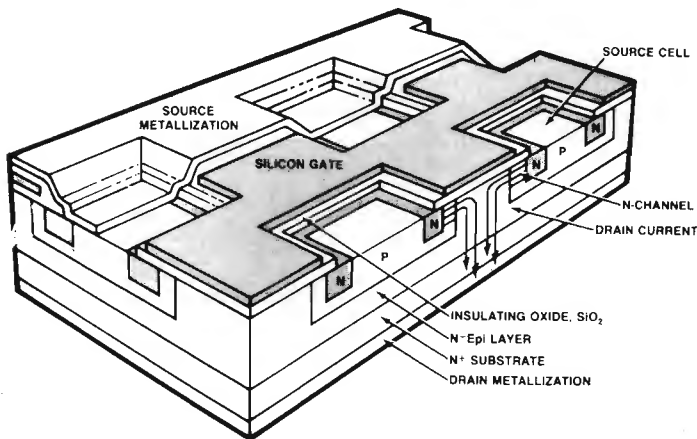 SOURCE CELL
SOURCE
METALLIZATION
SILICON GATE
N
P
N
N
N-CHANNEL
DRAIN CURRENT
N
P
N
INSULATING OXIDE, SiO₂
N⁻Epi LAYER
N⁺ SUBSTRATE
DRAIN METALLIZATION